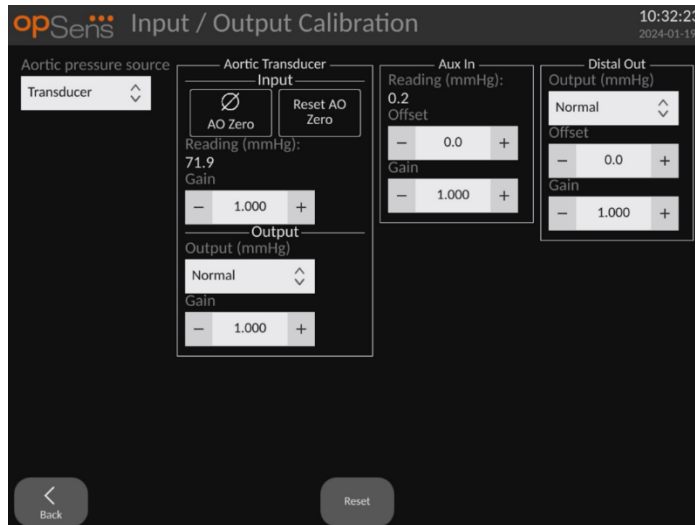 opSens Input / Output Calibration
10:32:23
2024-01-19
Aortic pressure source
Transducer
Aortic Transducer
Input
AO Zero
Reset AO
Zero
Reading (mmHg):
71.9
Gain
− 1.000 +
Output
Output (mmHg)
Normal
Gain
− 1.000 +
Aux In
Reading (mmHg):
0.2
Offset
− 0.0 +
Gain
− 1.000 +
Distal Out
Output (mmHg)
Normal
Offset
− 0.0 +
Gain
− 1.000 +
Back
Reset